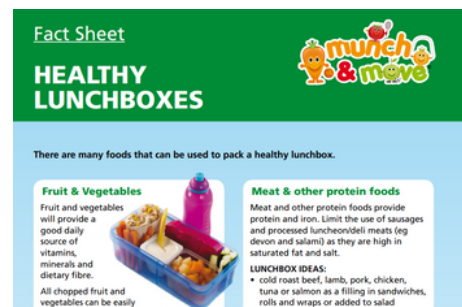 Fact Sheet
munch
& move
HEALTHY
LUNCHBOXES
There are many foods that can be used to pack a healthy lunchbox.
Fruit & Vegetables
Fruit and vegetables
will provide a
good daily
source of
vitamins,
minerals and
dietary fibre.
All chopped fruit and
vegetables can be easily
Meat & other protein foods
Meat and other protein foods provide
protein and iron. Limit the use of sausages
and processed luncheon/deli meats (eg
devon and salami) as they are high in
saturated fat and salt.
LUNCHBOX IDEAS:
• cold roast beef, lamb, pork, chicken,
tuna or salmon as a filling in sandwiches,
rolls and wraps or added to salad